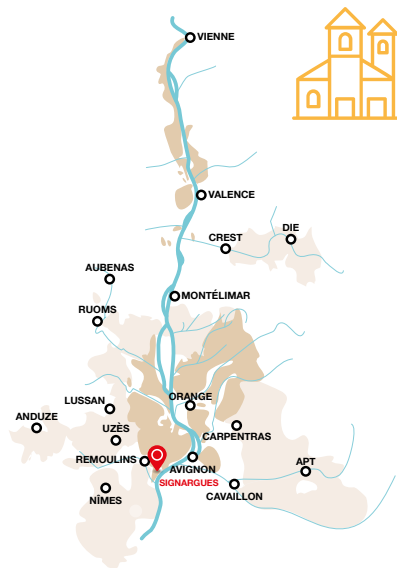 VIENNE
VALENCE
DIE
CREST
AUBENAS
MONTÉLIMAR
RUOMS
ORANGE
LUSSAN
ANDUZE
UZÈS
CARPENTRAS
REMOULINS
AVIGNON
APT
SIGNARGUES
NÎMES
CAVAILLON